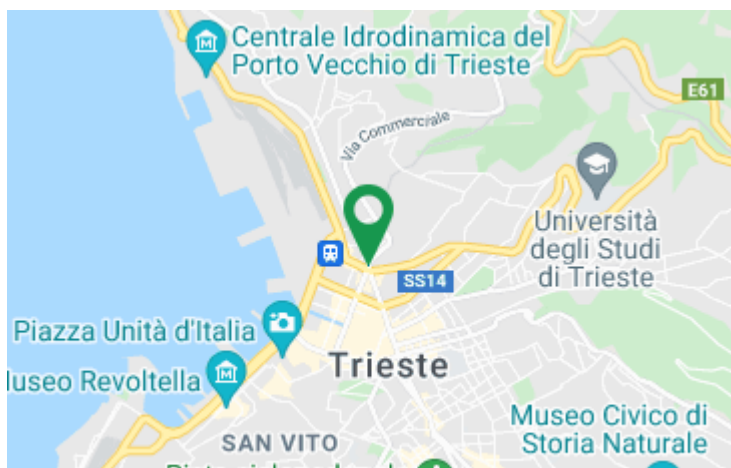 Centrale Idrodinamica del
Porto Vecchio di Trieste
E61
Via Commerciale
Università
degli Studi
di Trieste
SS14
Piazza Unità d'Italia
Trieste
Museo Civico di
Storia Naturale
Revoltella
SAN VITO